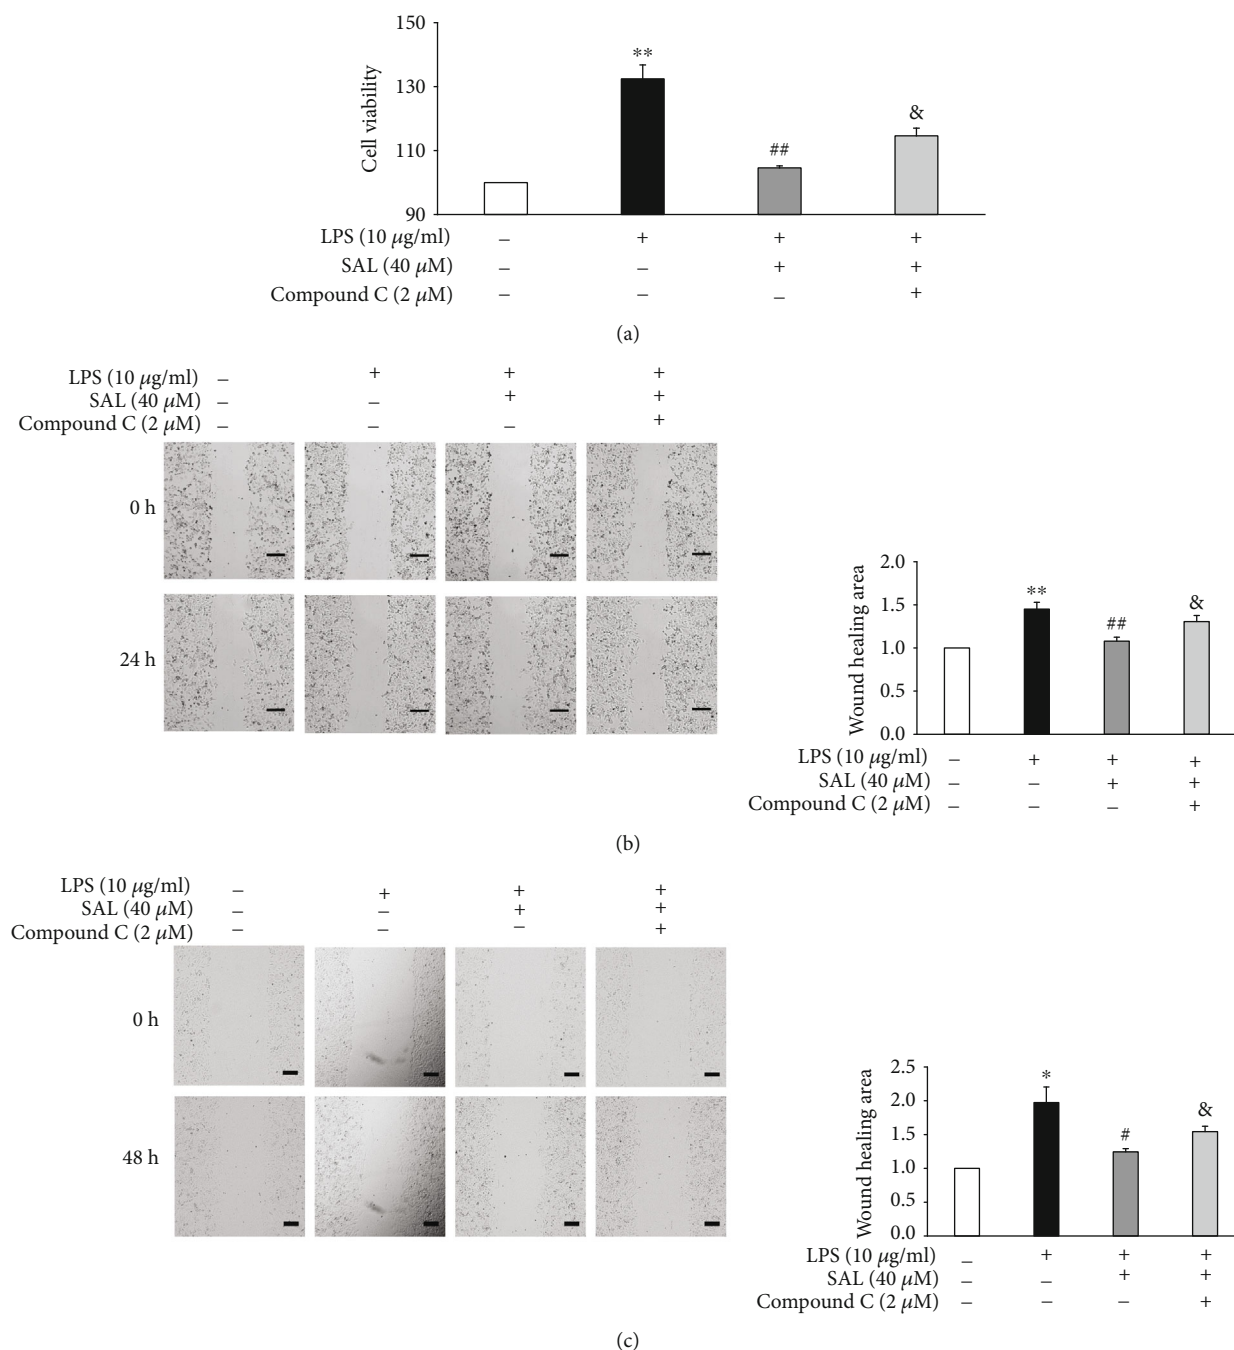 150
130
110
90
Cell viability
**
##
&
LPS (10 μg/ml) – + + +
SAL (40 μM) – – + +
Compound C (2 μM) – – – +
(a)
LPS (10 μg/ml) – + + +
SAL (40 μM) – – + +
Compound C (2 μM) – – – +
0 h
24 h
2.0
1.5
1.0
0.5
0.0
Wound healing area
**
##
&
LPS (10 μg/ml) – + + +
SAL (40 μM) – – + +
Compound C (2 μM) – – – +
(b)
LPS (10 μg/ml) – + + +
SAL (40 μM) – – + +
Compound C (2 μM) – – – +
0 h
48 h
2.5
2.0
1.5
1.0
0.5
0.0
Wound healing area
*
#
&
LPS (10 μg/ml) – + + +
SAL (40 μM) – – + +
Compound C (2 μM) – – – +
(c)